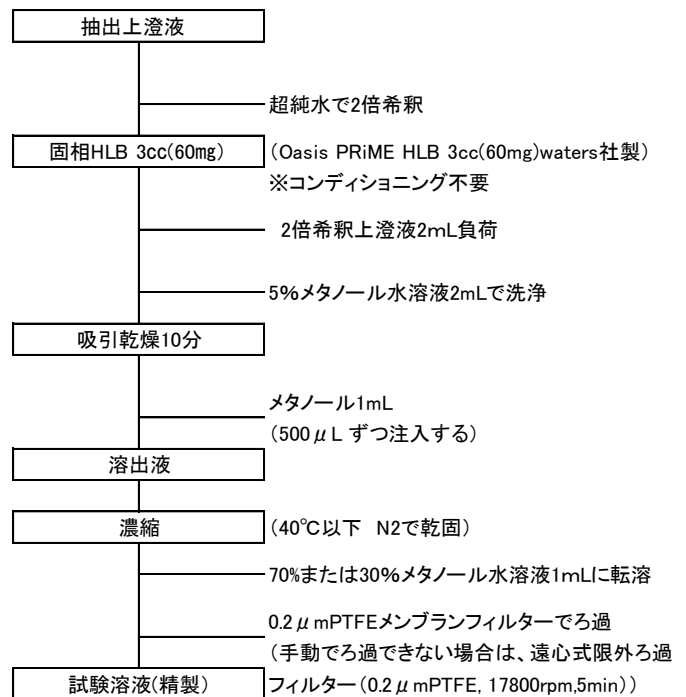 抽出上澄液
超純水で2倍希釈
固相HLB 3cc(60mg) (Oasis PRiME HLB 3cc(60mg)waters社製)
※コンディショニング不要
2倍希釈上澄液2mL負荷
5%メタノール水溶液2mLで洗浄
吸引乾燥10分
メタノール1mL
(500μL ずつ注入する)
溶出液
濃縮 (40℃以下 N2で乾固)
70%または30%メタノール水溶液1mLに転溶
0.2μmPTFEメンブランフィルターでろ過
(手動でろ過できない場合は、遠心式限外ろ過
試験溶液(精製) フィルター(0.2μmPTFE, 17800rpm,5min))